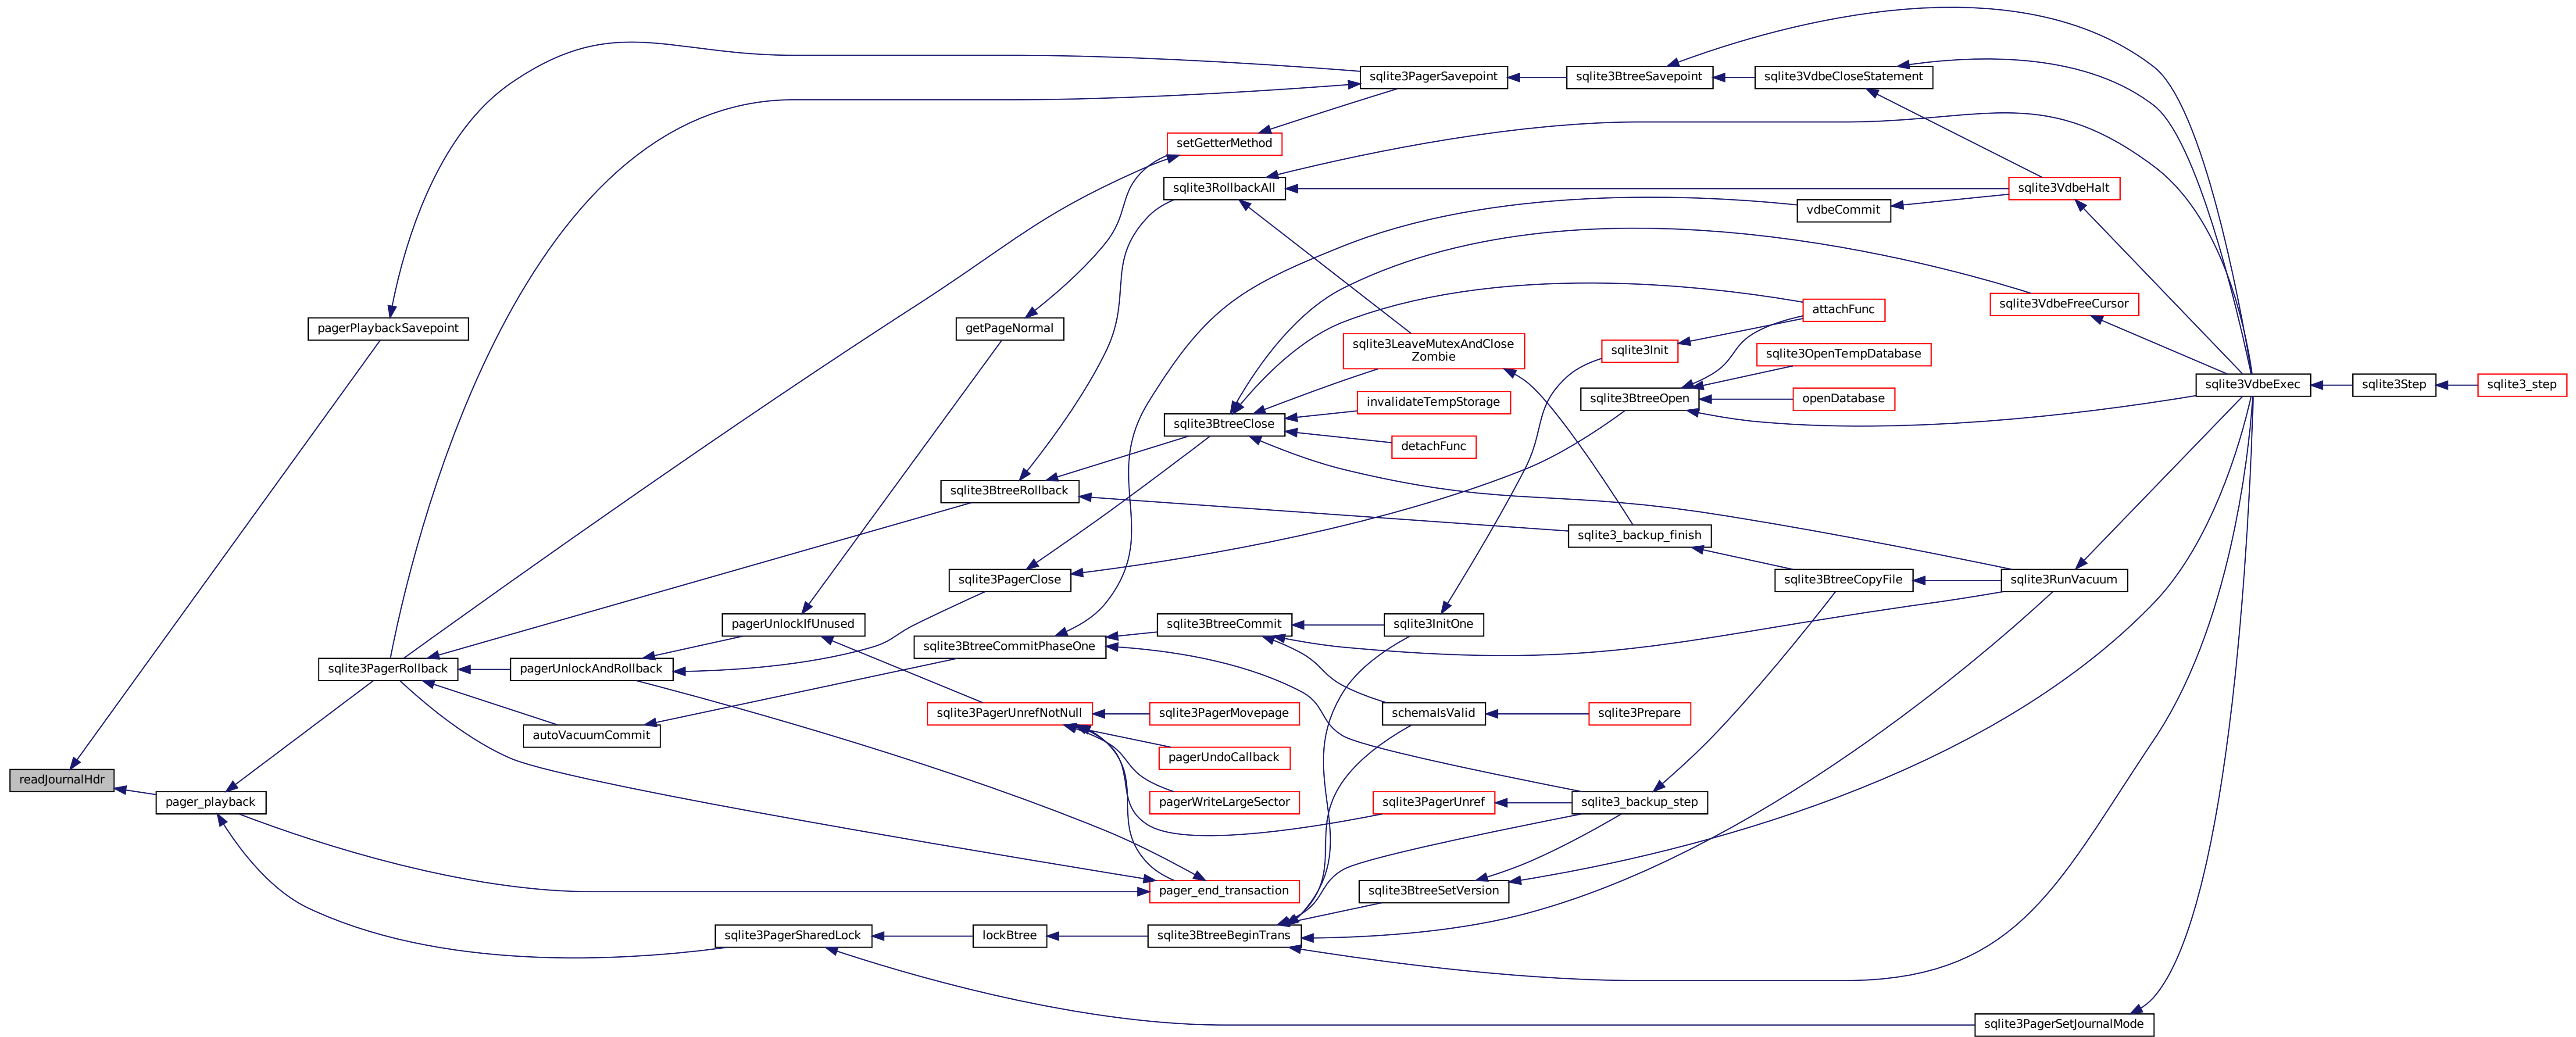 readJournalHdr
pagerPlaybackSavepoint
pager_playback
sqlite3PagerRollback
pagerUnlockAndRollback
autoVacuumCommit
pagerUnlockIfUnused
sqlite3PagerSharedLock
getPageNormal
sqlite3BtreeRollback
sqlite3PagerClose
sqlite3BtreeCommitPhaseOne
sqlite3PagerUnrefNotNull
lockBtree
setGetterMethod
sqlite3RollbackAll
sqlite3BtreeClose
sqlite3BtreeCommit
sqlite3PagerMovepage
pagerUndoCallback
pagerWriteLargeSector
pager_end_transaction
sqlite3BtreeBeginTrans
sqlite3PagerSavepoint
sqlite3LeaveMutexAndClose
Zombie
invalidateTempStorage
detachFunc
sqlite3InitOne
schemaIsValid
sqlite3PagerUnref
sqlite3BtreeSetVersion
sqlite3BtreeSavepoint
sqlite3Init
sqlite3BtreeOpen
sqlite3_backup_finish
sqlite3Prepare
sqlite3_backup_step
sqlite3VdbeCloseStatement
vdbeCommit
attachFunc
sqlite3OpenTempDatabase
openDatabase
sqlite3BtreeCopyFile
sqlite3VdbeHalt
sqlite3VdbeFreeCursor
sqlite3RunVacuum
sqlite3PagerSetJournalMode
sqlite3VdbeExec
sqlite3Step
sqlite3_step